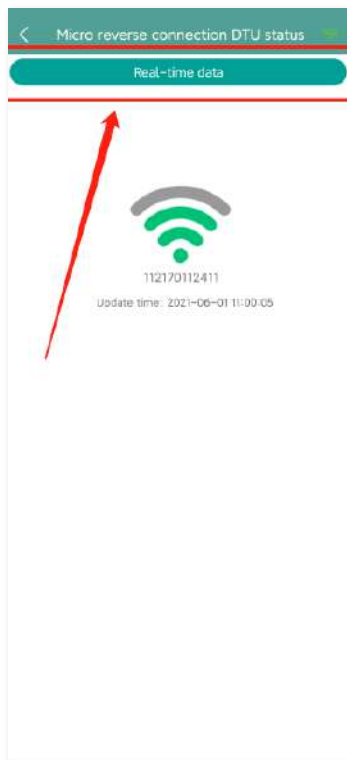 Micro reverse connection DTU status
Real-time data
112170112411
Update time: 2021-06-01 11:00:05